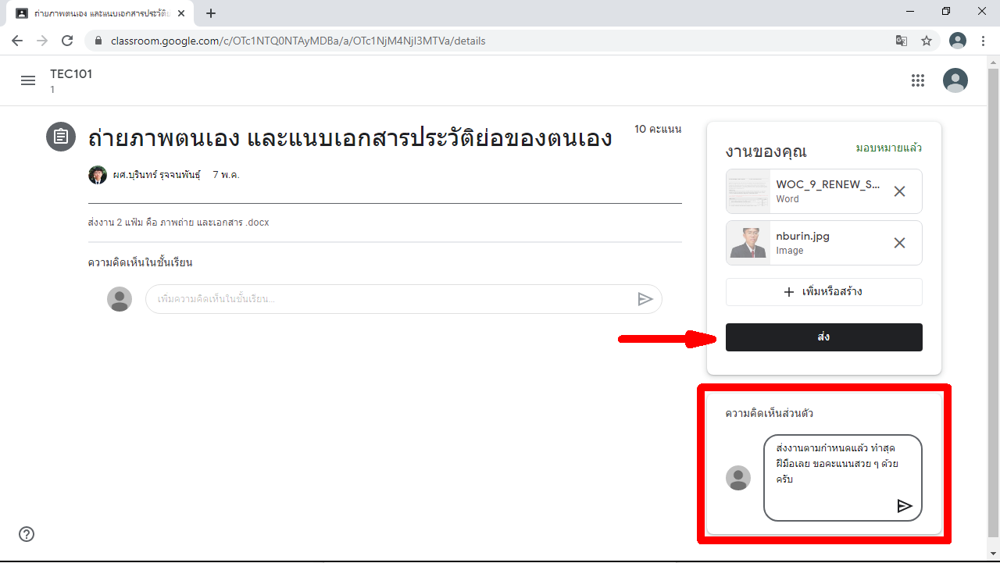 ถ่ายภาพตนเอง และแนบเอกสารประวัติย
classroom.google.com/c/OTc1NTQ0NTAyMDBa/a/OTc1NjM4NjI3MTVa/details
TEC101
1
ถ่ายภาพตนเอง และแนบเอกสารประวัติย่อของตนเอง
10 คะแนน
ผศ.บุรินทร์ รุจจนพันธุ์ 7 พ.ค.
ส่งงาน 2 แฟ้ม คือ ภาพถ่าย และเอกสาร .docx
ความคิดเห็นในชั้นเรียน
เพิ่มความคิดเห็นในชั้นเรียน...
งานของคุณ
มอบหมายแล้ว
WOC_9_RENEW_S...
Word
nburin.jpg
Image
+ เพิ่มหรือสร้าง
ส่ง
ความคิดเห็นส่วนตัว
ส่งงานตามกำหนดแล้ว ทำสุด
ฝีมือเลย ขอคะแนนสวย ๆ ด้วย
ครับ